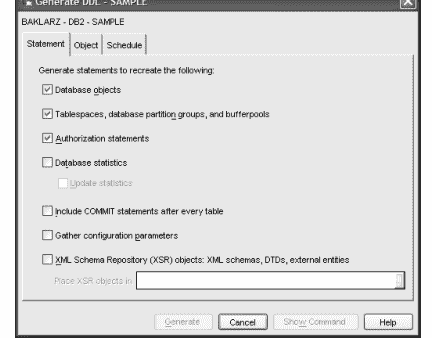 Generate DDL - SAMPLE
BAKLARZ - DB2 - SAMPLE
Statement Object Schedule
Generate statements to recreate the following:
Database objects
Tablespaces, database partition groups, and bufferpools
Authorization statements
Database statistics
Update statistics
Include COMMIT statements after every table
Gather configuration parameters
XML Schema Repository (XSR) objects: XML schemas, DTDs, external entities
Place XSR objects in
Generate Cancel Show Command Help